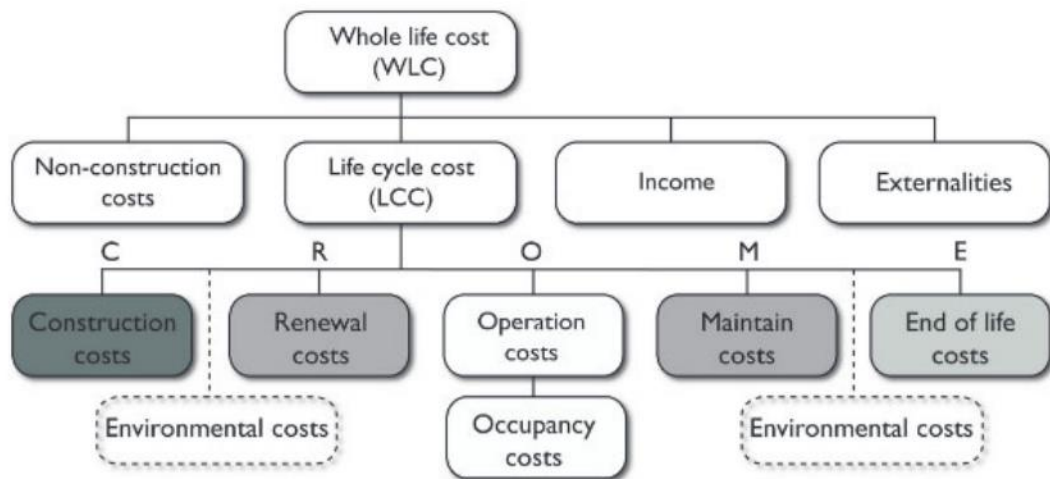 Whole life cost
(WLC)
Non-construction
costs
Life cycle cost
(LCC)
Income
Externalities
C
R
O
M
E
Construction
costs
Renewal
costs
Operation
costs
Maintain
costs
End of life
costs
Environmental costs
Occupancy
costs
Environmental costs